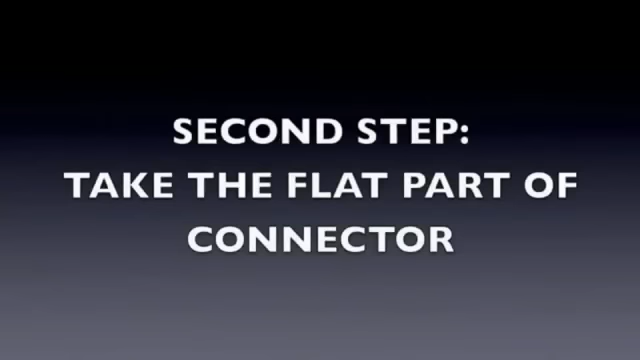 SECOND STEP:
TAKE THE FLAT PART OF
CONNECTOR